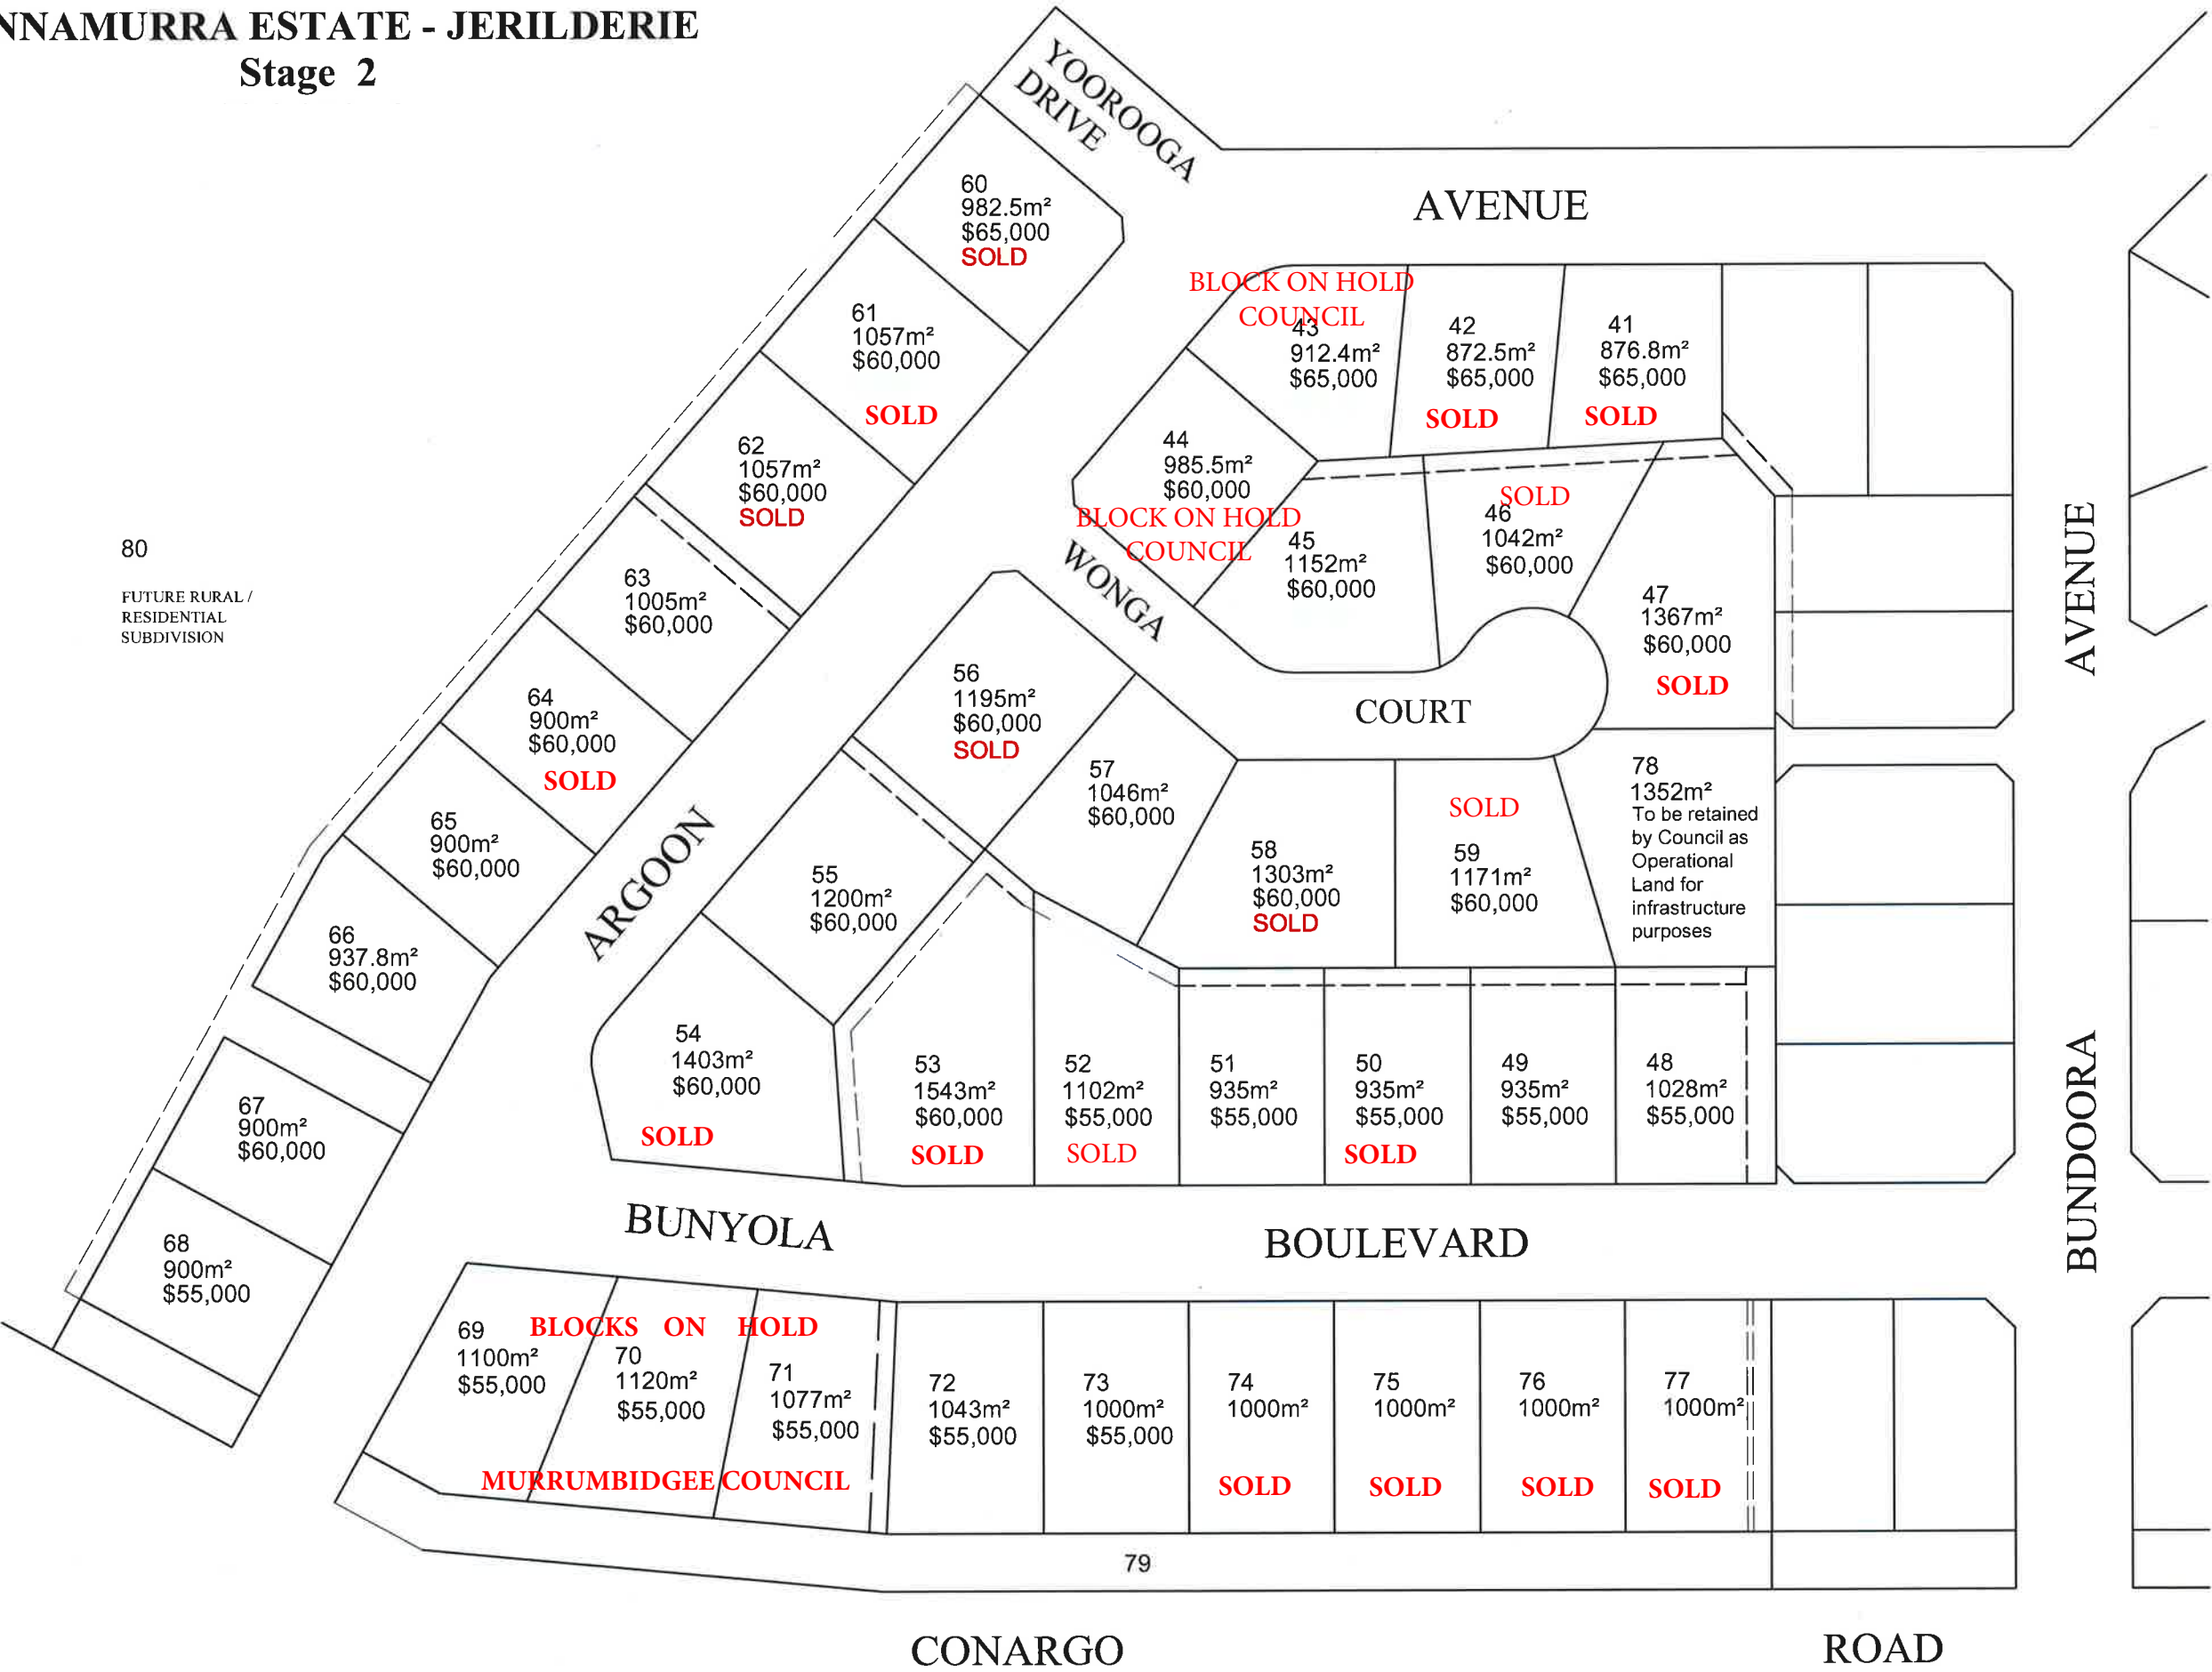 NNAMURRA ESTATE - JERILDERIE
Stage 2
YOOROOGA
DRIVE
AVENUE
60
982.5m²
$65,000
SOLD
61
1057m²
$60,000
SOLD
62
1057m²
$60,000
SOLD
63
1005m²
$60,000
64
900m²
$60,000
SOLD
65
900m²
$60,000
66
937.8m²
$60,000
67
900m²
$60,000
68
900m²
$55,000
80
FUTURE RURAL /
RESIDENTIAL
SUBDIVISION
BLOCK ON HOLD
COUNCIL
43
912.4m²
$65,000
42
872.5m²
$65,000
SOLD
41
876.8m²
$65,000
SOLD
44
985.5m²
$60,000
BLOCK ON HOLD
COUNCIL
45
1152m²
$60,000
SOLD
46
1042m²
$60,000
47
1367m²
$60,000
SOLD
WONGA
COURT
AVENUE
BUNDOORA
ARGOON
56
1195m²
$60,000
SOLD
57
1046m²
$60,000
58
1303m²
$60,000
SOLD
SOLD
59
1171m²
$60,000
78
1352m²
To be retained
by Council as
Operational
Land for
infrastructure
purposes
55
1200m²
$60,000
54
1403m²
$60,000
SOLD
53
1543m²
$60,000
SOLD
52
1102m²
$55,000
SOLD
51
935m²
$55,000
50
935m²
$55,000
SOLD
49
935m²
$55,000
48
1028m²
$55,000
BUNYOLA
BOULEVARD
BLOCKS ON HOLD
69
1100m²
$55,000
70
1120m²
$55,000
71
1077m²
$55,000
MURRUMBIDGEE COUNCIL
72
1043m²
$55,000
73
1000m²
$55,000
74
1000m²
SOLD
75
1000m²
SOLD
76
1000m²
SOLD
77
1000m²
SOLD
79
CONARGO
ROAD